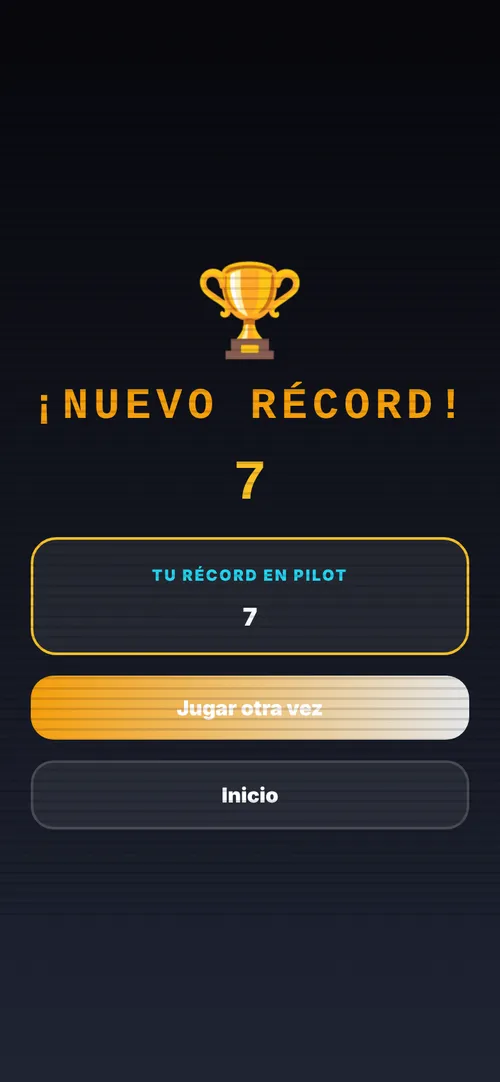 ¡NUEVO RÉCORD!
7
TU RÉCORD EN PILOT
7
Jugar otra vez
Inicio